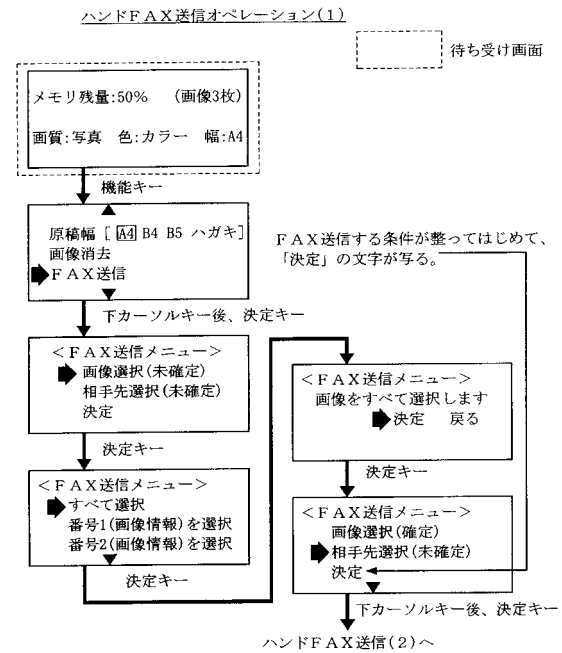 ハンドＦＡＸ送信オペレーション(1)
待ち受け画面
メモリ残量:50%　(画像3枚)
画質:写真　色:カラー　幅:A4
機能キー
原稿幅［A4 B4 B5 ハガキ］
画像消去
ＦＡＸ送信
下カーソルキー後、決定キー
＜ＦＡＸ送信メニュー＞
画像選択(未確定)
相手先選択(未確定)
決定
決定キー
＜ＦＡＸ送信メニュー＞
すべて選択
番号1(画像情報)を選択
番号2(画像情報)を選択
決定キー
ＦＡＸ送信する条件が整ってはじめて、
「決定」の文字が写る。
＜ＦＡＸ送信メニュー＞
画像をすべて選択します
決定　戻る
決定キー
＜ＦＡＸ送信メニュー＞
画像選択(確定)
相手先選択(未確定)
決定
下カーソルキー後、決定キー
ハンドＦＡＸ送信(2)へ